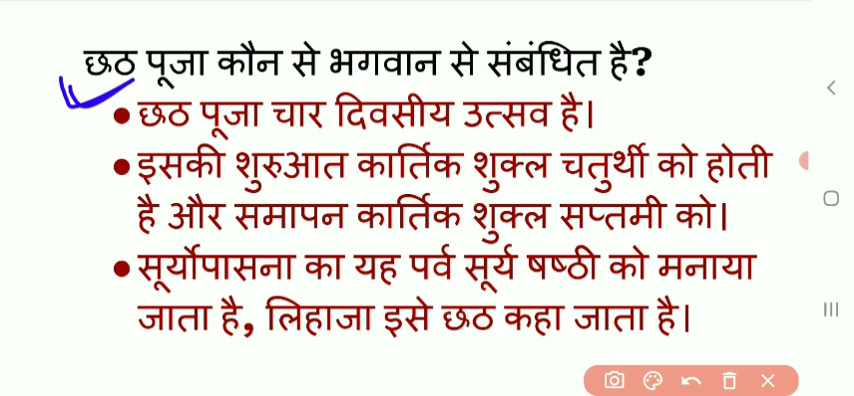 छठ पूजा कौन से भगवान से संबंधित है?
•छठ पूजा चार दिवसीय उत्सव है।
•इसकी शुरुआत कार्तिक शुक्ल चतुर्थी को होती
है और समापन कार्तिक शुक्ल सप्तमी को।
•सूर्योपासना का यह पर्व सूर्य षष्ठी को मनाया
जाता है, लिहाजा इसे छठ कहा जाता है।